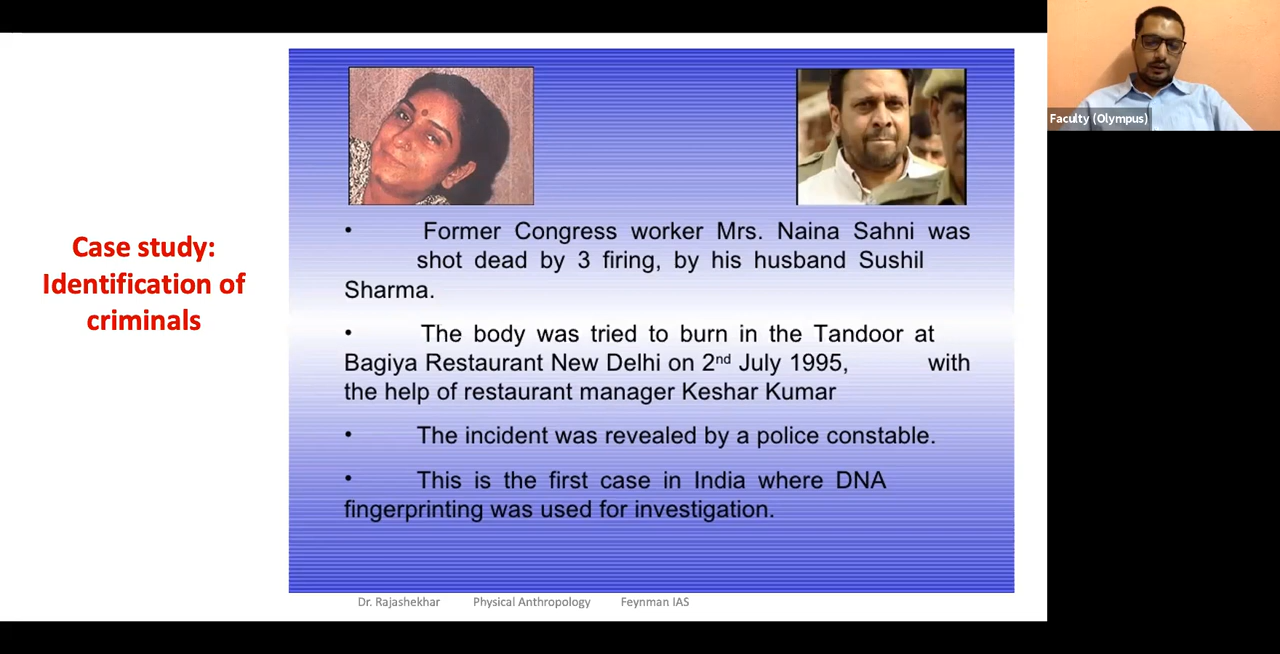 Case study:
Identification of
criminals
• Former Congress worker Mrs. Naina Sahni was
shot dead by 3 firing, by his husband Sushil
Sharma.
• The body was tried to burn in the Tandoor at
Bagiya Restaurant New Delhi on 2nd July 1995, with
the help of restaurant manager Keshar Kumar
• The incident was revealed by a police constable.
• This is the first case in India where DNA
fingerprinting was used for investigation.
Dr. Rajashekhar Physical Anthropology Feynman IAS
Faculty (Olympus)